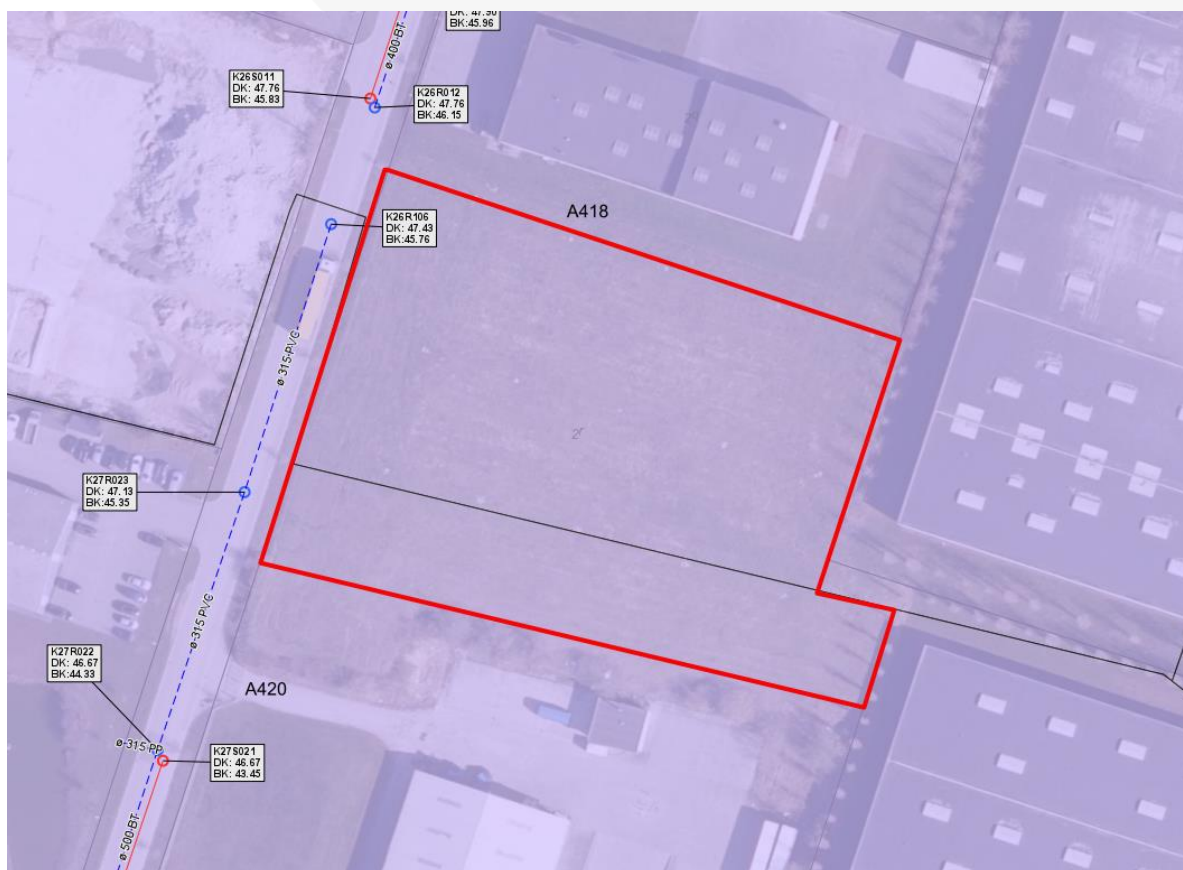 DK: 47.90
BK:45.96
ø 400 BT
K26S011
DK: 47.76
BK: 45.83
K26R012
DK: 47.76
BK:46.15
A418
K26R106
DK: 47.43
BK:45.76
ø 315 PVC
K27R023
DK: 47.13
BK:45.35
ø 315 PVC
K27R022
DK: 46.67
BK:44.33
A420
ø 315 PP
K27S021
DK: 46.67
BK: 43.45
ø 500 BT